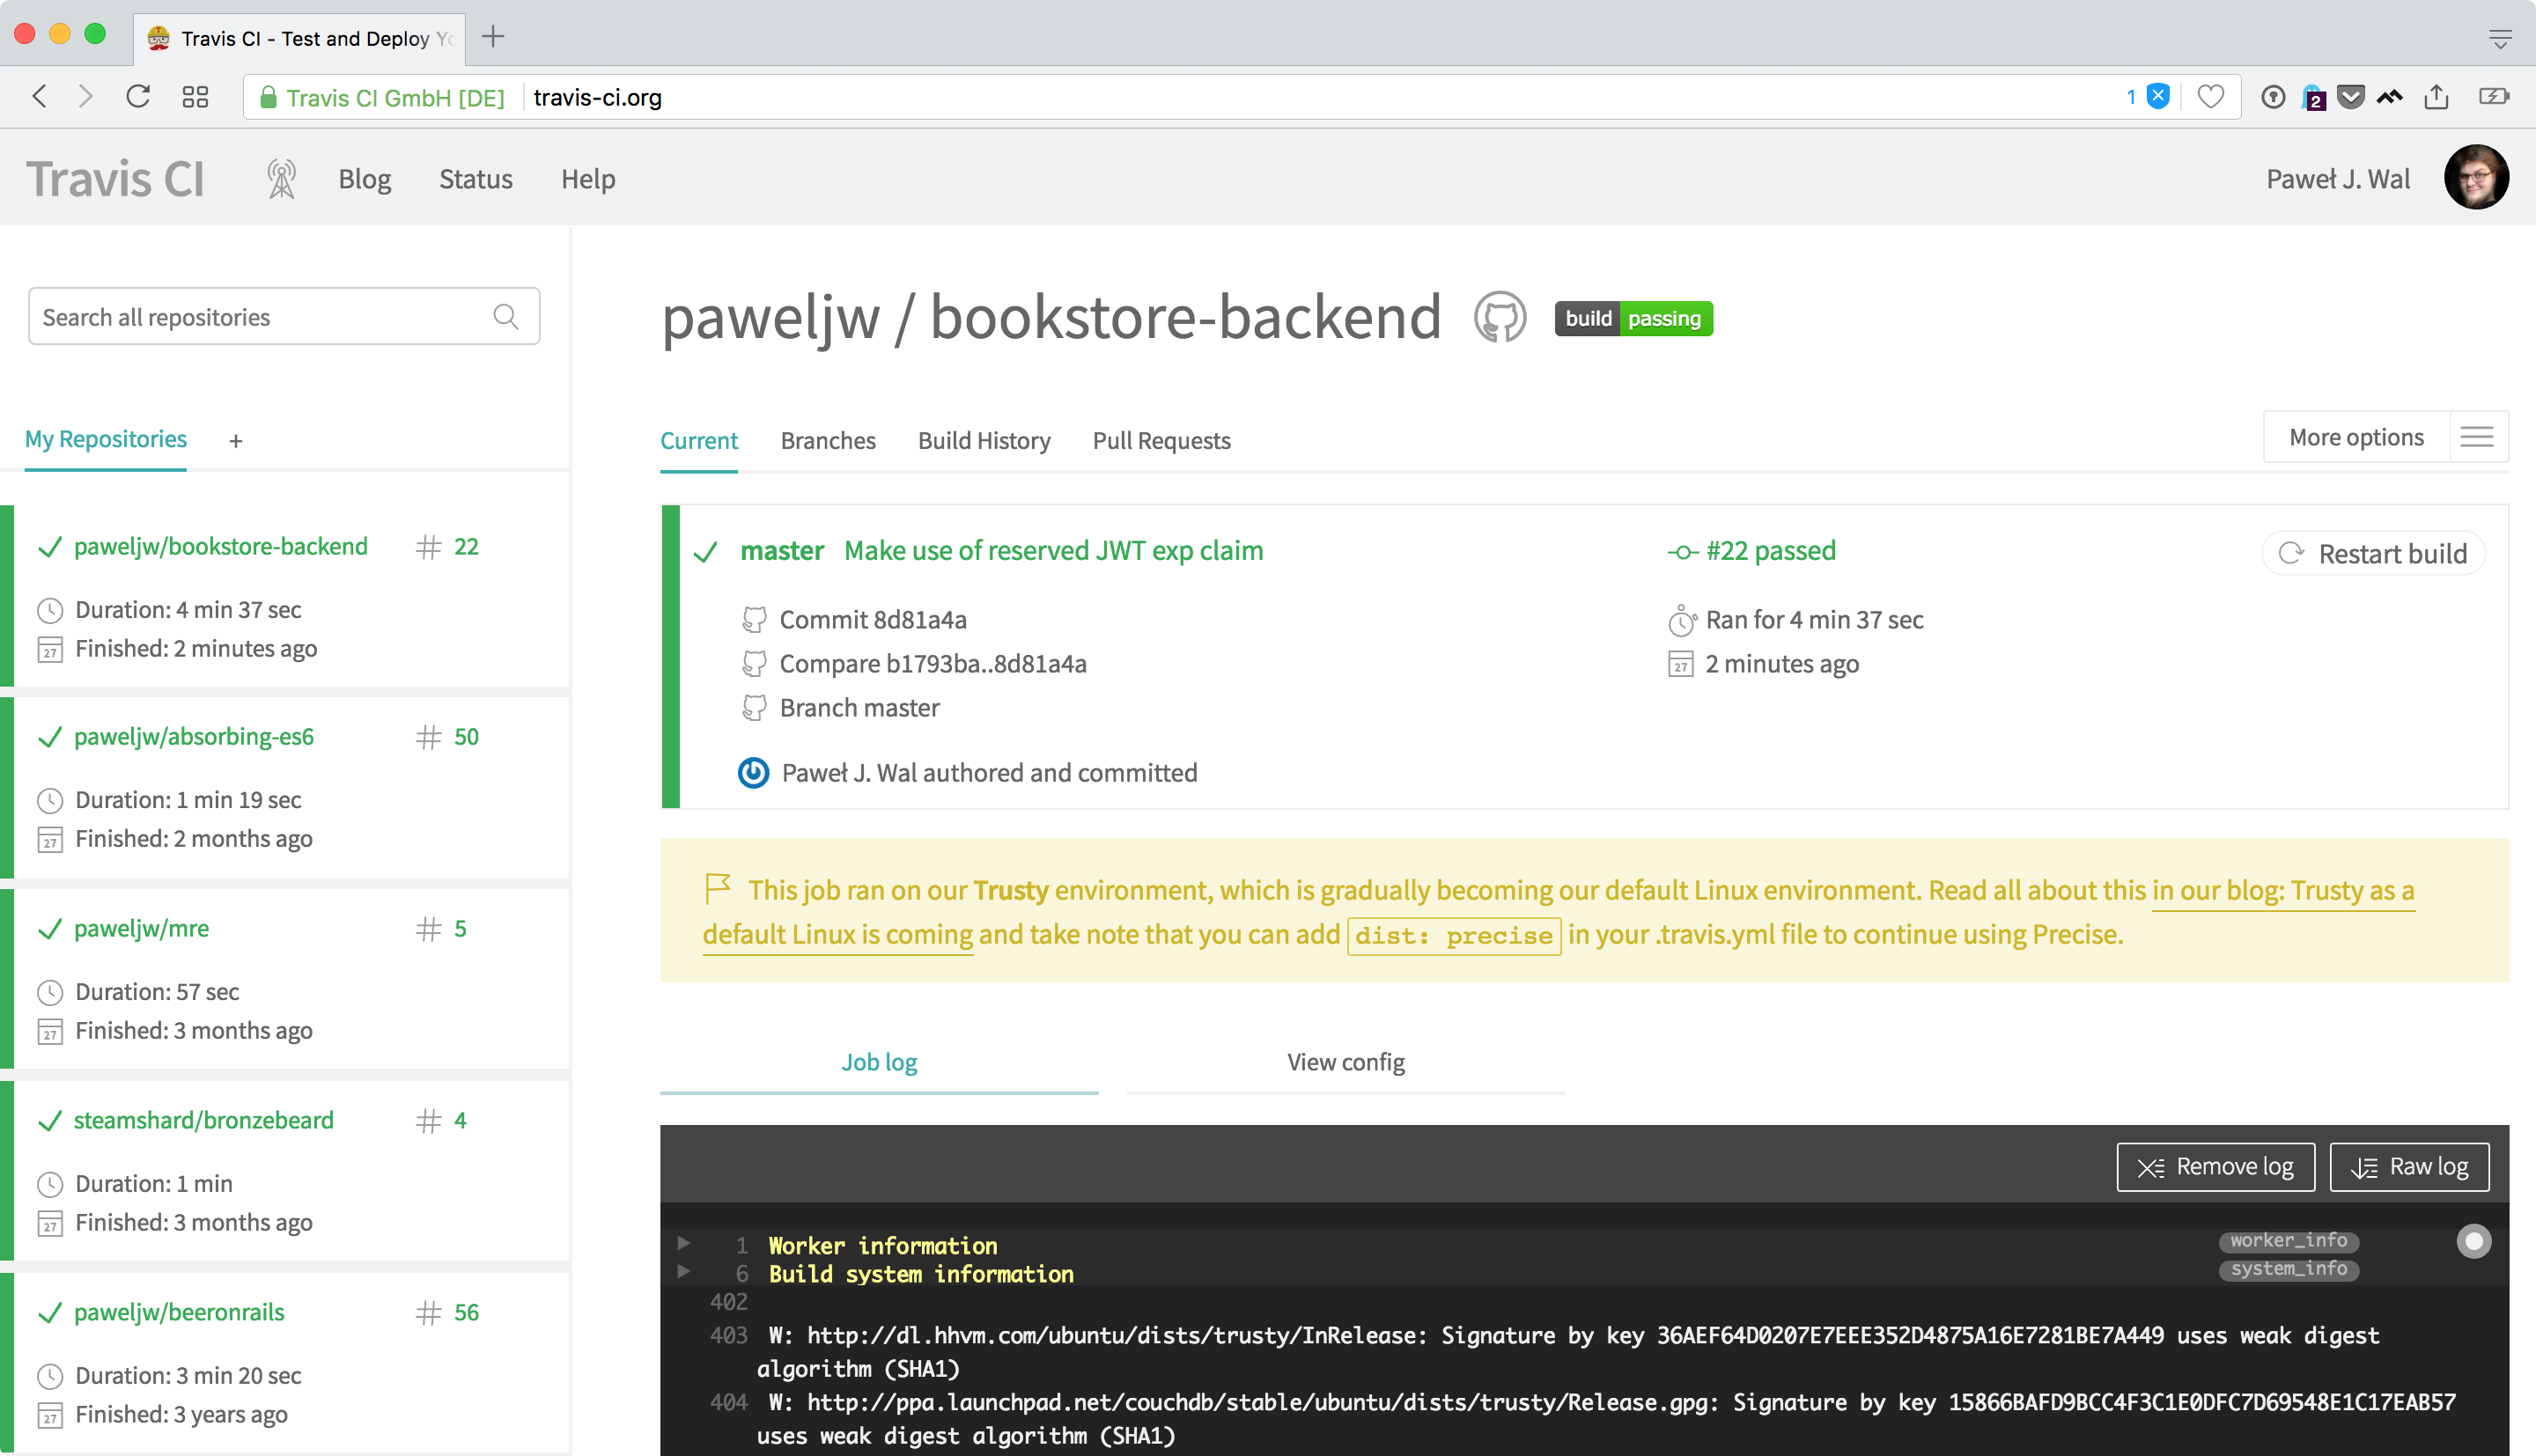 Travis CI - Test and Deploy Yo
Travis CI GmbH [DE] travis-ci.org 1 2
Travis CI Blog Status Help Paweł J. Wal
Search all repositories
My Repositories +
paweljw/bookstore-backend # 22
Duration: 4 min 37 sec
27 Finished: 2 minutes ago
paweljw/absorbing-es6 # 50
Duration: 1 min 19 sec
27 Finished: 2 months ago
paweljw/mre # 5
Duration: 57 sec
27 Finished: 3 months ago
steamshard/bronzebeard # 4
Duration: 1 min
27 Finished: 3 months ago
paweljw/beeronrails # 56
Duration: 3 min 20 sec
27 Finished: 3 years ago
paweljw / bookstore-backend build passing
Current Branches Build History Pull Requests More options
master Make use of reserved JWT exp claim #22 passed Restart build
Commit 8d81a4a Ran for 4 min 37 sec
Compare b1793ba..8d81a4a 27 2 minutes ago
Branch master
Paweł J. Wal authored and committed
This job ran on our Trusty environment, which is gradually becoming our default Linux environment. Read all about this in our blog: Trusty as a
default Linux is coming and take note that you can add dist: precise in your .travis.yml file to continue using Precise.
Job log View config
Remove log Raw log
1 Worker information worker_info
6 Build system information system_info
402
403 W: http://dl.hhvm.com/ubuntu/dists/trusty/InRelease: Signature by key 36AEF64D0207E7EEE352D4875A16E7281BE7A449 uses weak digest
algorithm (SHA1)
404 W: http://ppa.launchpad.net/couchdb/stable/ubuntu/dists/trusty/Release.gpg: Signature by key 15866BAFD9BCC4F3C1E0DFC7D69548E1C17EAB57
uses weak digest algorithm (SHA1)